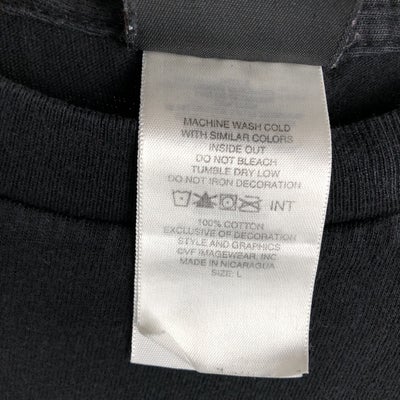 MACHINE WASH COLD
WITH SIMILAR COLORS
INSIDE OUT
DO NOT BLEACH
TUMBLE DRY LOW
DO NOT IRON DECORATION
INT
100% COTTON
EXCLUSIVE OF DECORATION
STYLE AND GRAPHICS
CVF IMAGEWEAR, INC
MADE IN NICARAGUA
SIZE: L